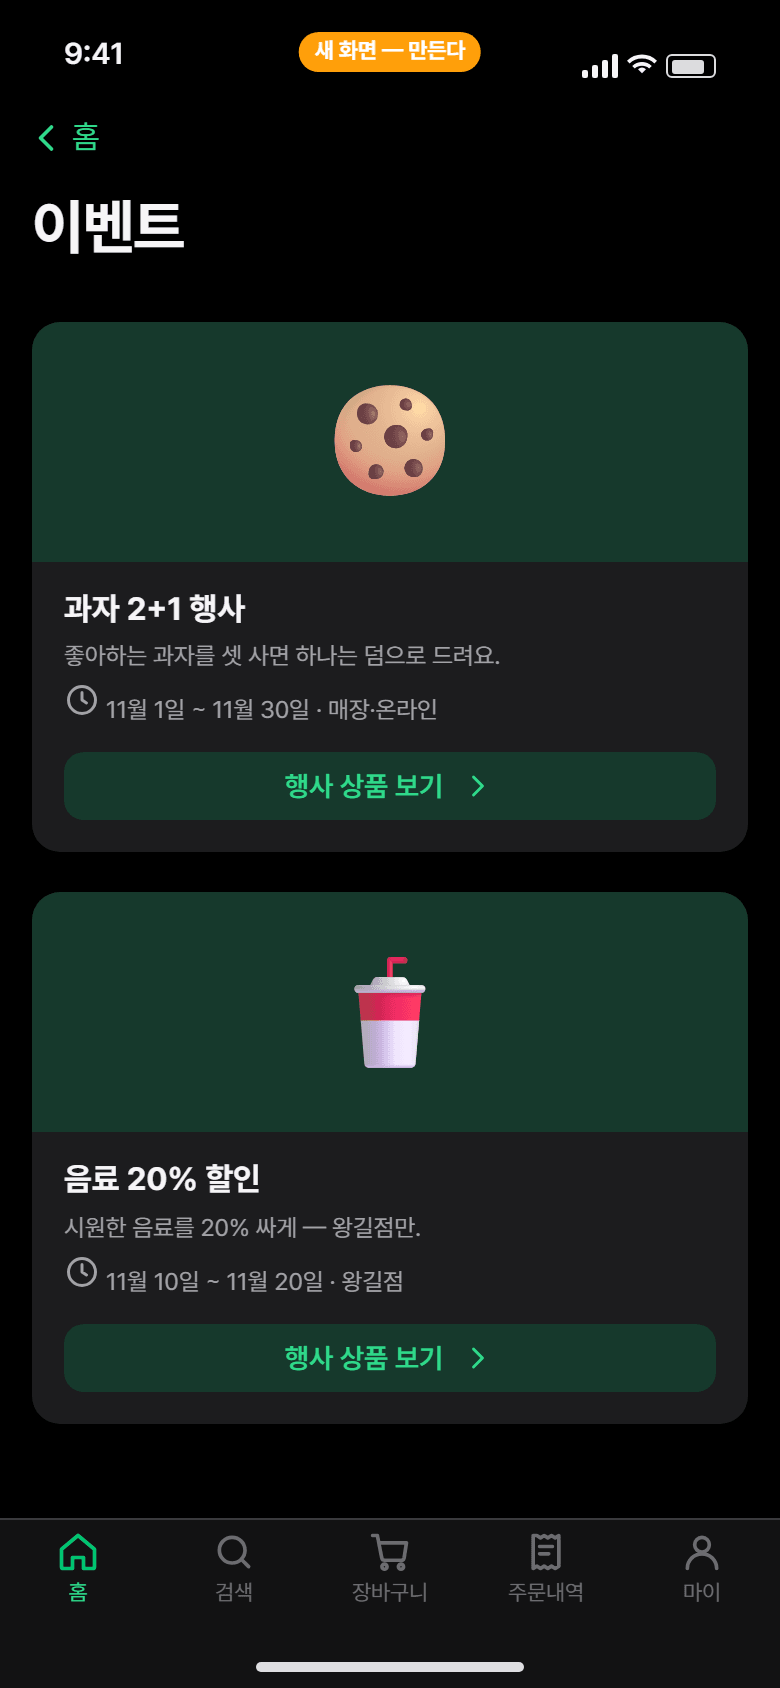 9:41
새 화면 — 만든다
홈
이벤트
과자 2+1 행사
좋아하는 과자를 셋 사면 하나는 덤으로 드려요.
11월 1일 ~ 11월 30일 · 매장·온라인
행사 상품 보기
음료 20% 할인
시원한 음료를 20% 싸게 — 왕길점만.
11월 10일 ~ 11월 20일 · 왕길점
행사 상품 보기
홈
검색
장바구니
주문내역
마이